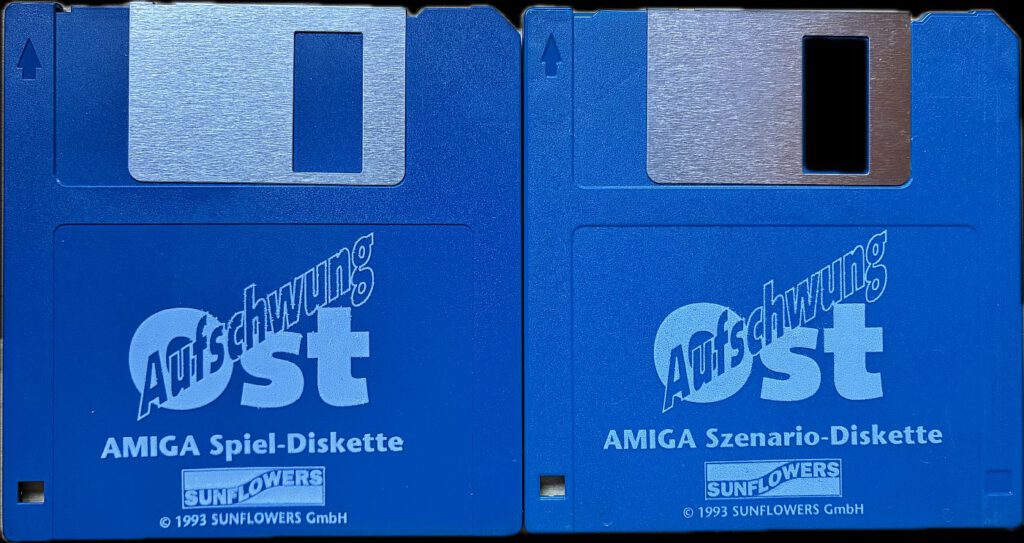 Aufschwung
Ost
AMIGA Spiel-Diskette
SUNFLOWERS
© 1993 SUNFLOWERS GmbH
Aufschwung
Ost
AMIGA Szenario-Diskette
SUNFLOWERS
© 1993 SUNFLOWERS GmbH